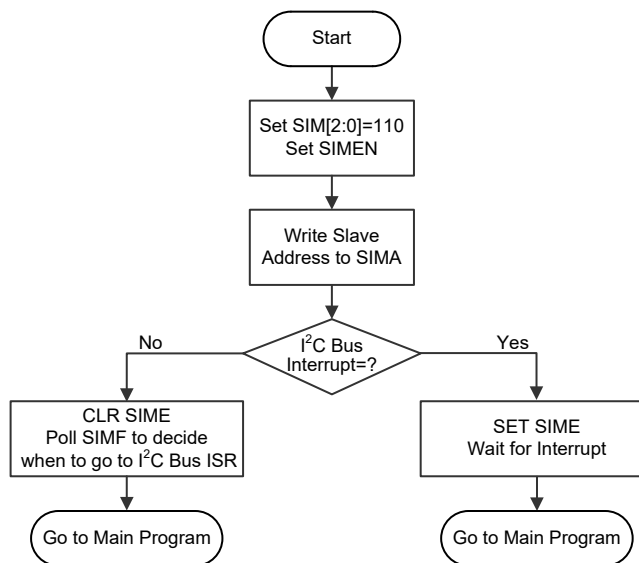 Start
Set SIM[2:0]=110
Set SIMEN
Write Slave
Address to SIMA
I²C Bus
Interrupt=?
No
Yes
CLR SIME
Poll SIMF to decide
when to go to I²C Bus ISR
SET SIME
Wait for Interrupt
Go to Main Program
Go to Main Program